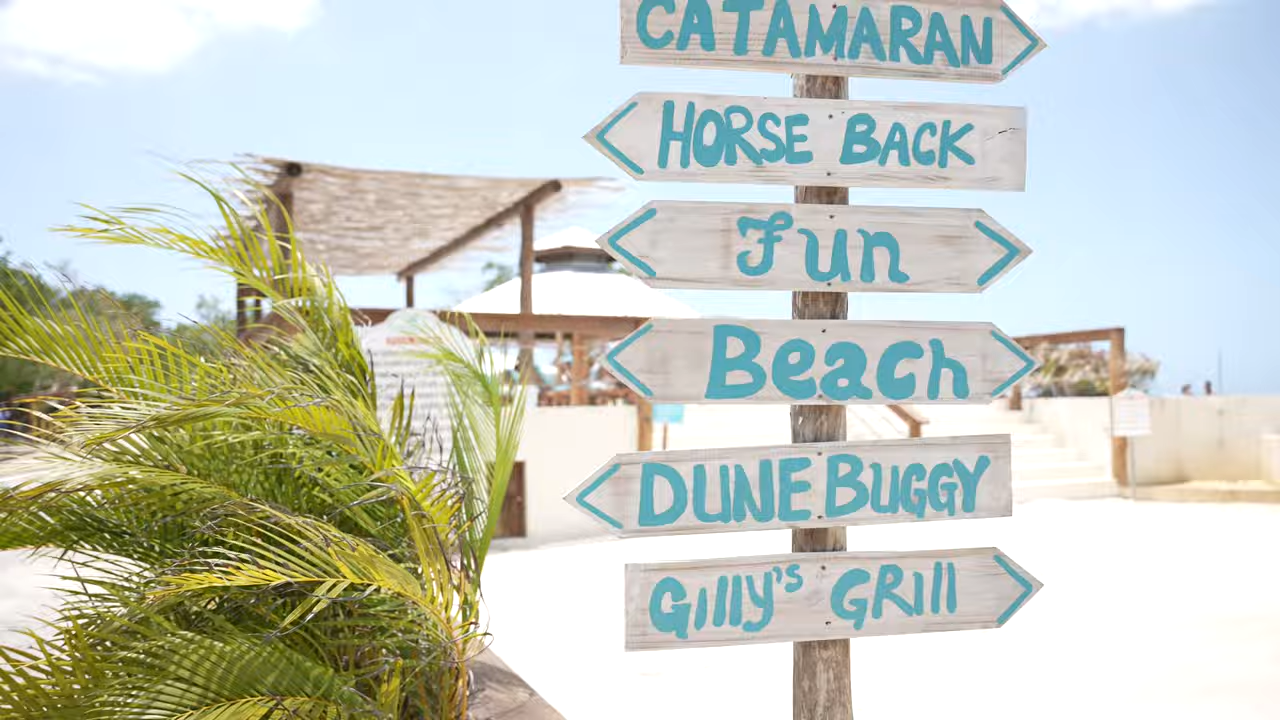 CATAMARAN
HORSE BACK
Fun
Beach
DUNE BUGGY
Gilly's GRill